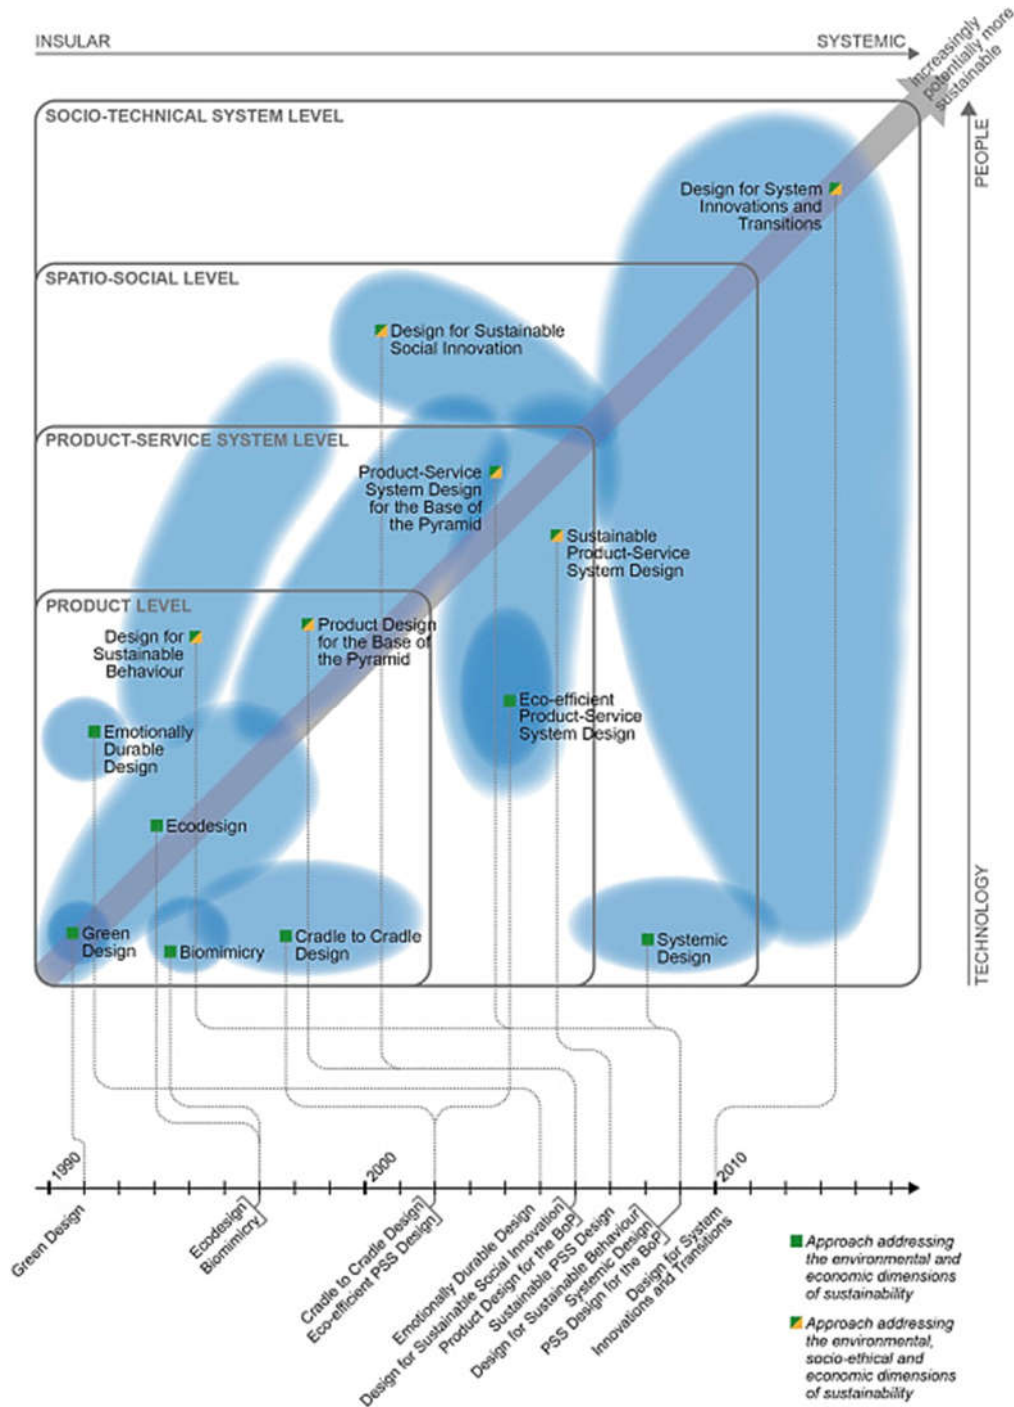 INSULAR
SYSTEMIC
Increasingly
potentially more
sustainable
SOCIO-TECHNICAL SYSTEM LEVEL
PEOPLE
Design for System
Innovations and
Transitions
SPATIO-SOCIAL LEVEL
Design for Sustainable
Social Innovation
PRODUCT-SERVICE SYSTEM LEVEL
Product-Service
System Design
for the Base of
the Pyramid
Sustainable
Product-Service
System Design
PRODUCT LEVEL
Design for
Sustainable
Behaviour
Product Design
for the Base of
the Pyramid
Eco-efficient
Product-Service
System Design
Emotionally
Durable
Design
Ecodesign
Green
Design
Biomimicry
Cradle to Cradle
Design
Systemic
Design
TECHNOLOGY
1990
2000
2010
Green Design
Ecodesign
Biomimicry
Cradle to Cradle Design
Eco-efficient PSS Design
Emotionally Durable Design
Design for Sustainable Social Innovation
Product Design for the BoP
Sustainable PSS Design
Design for Sustainable Behaviour
Systemic Design
PSS Design for the BoP
Design for System
Innovations and Transitions
Approach addressing
the environmental and
economic dimensions
of sustainability
Approach addressing
the environmental,
socio-ethical and
economic dimensions
of sustainability